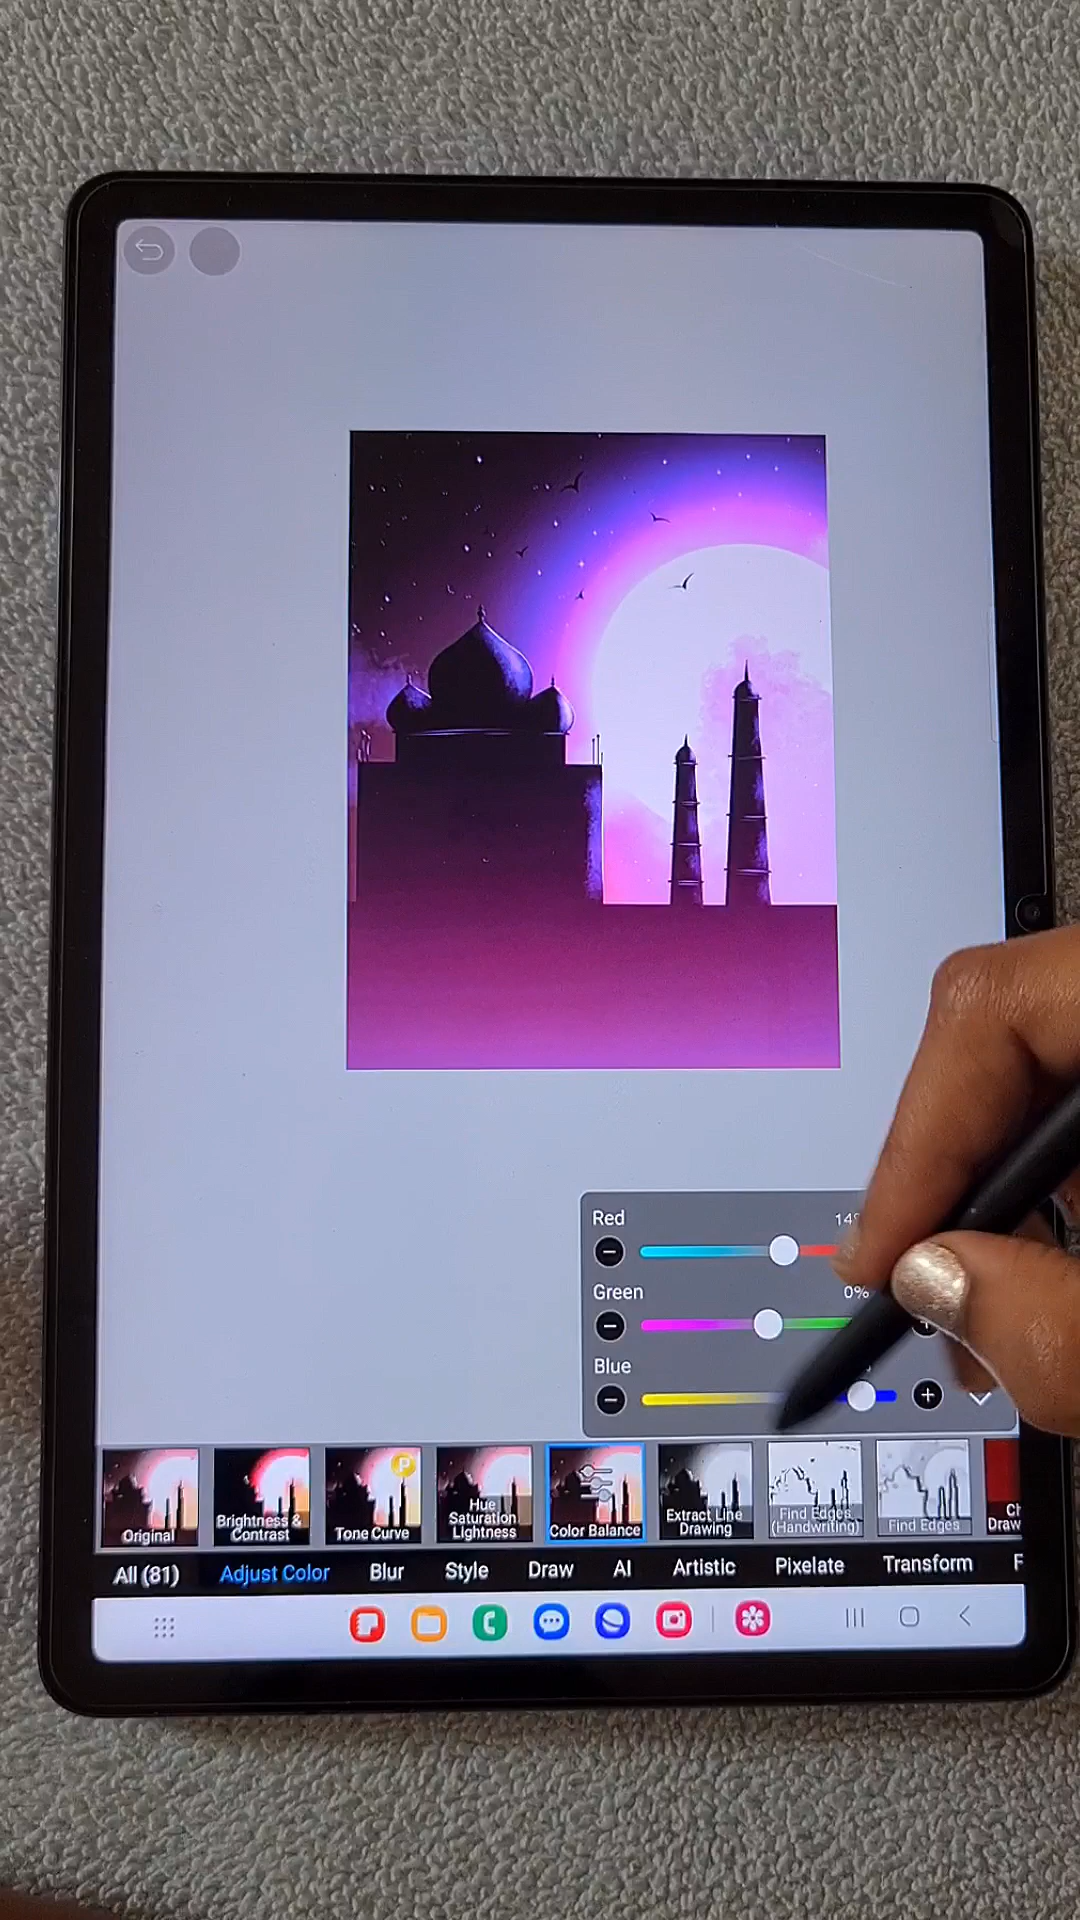 Red
Green 0%
Blue
Original
Brightness &
Contrast
P
Tone Curve
Hue
Saturation
Lightness
Color Balance
Extract Line
Drawing
Find Edges
(Handwriting)
Find Edges
All (81) Adjust Color Blur Style Draw AI Artistic Pixelate Transform